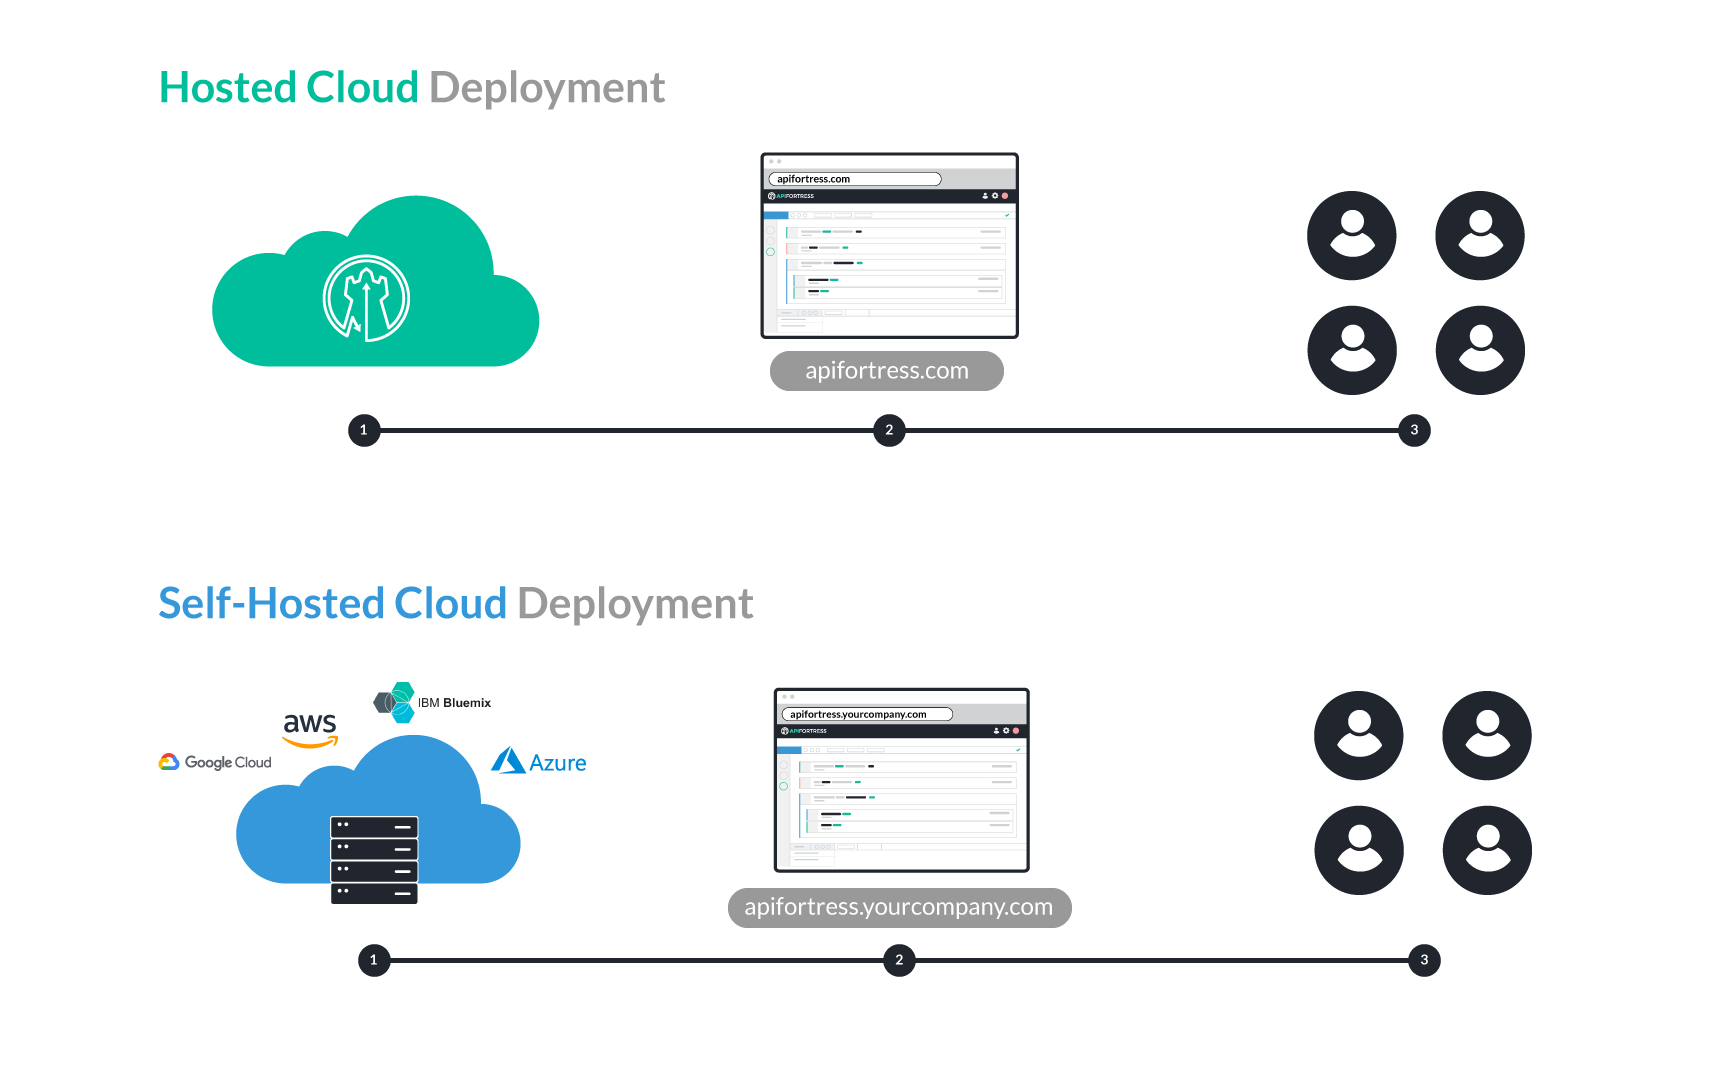 Hosted Cloud Deployment
apifortress.com
APIFORTRESS
apifortress.com
1 2 3
Self-Hosted Cloud Deployment
IBM Bluemix
aws
Google Cloud
Azure
apifortress.yourcompany.com
APIFORTRESS
apifortress.yourcompany.com
1 2 3